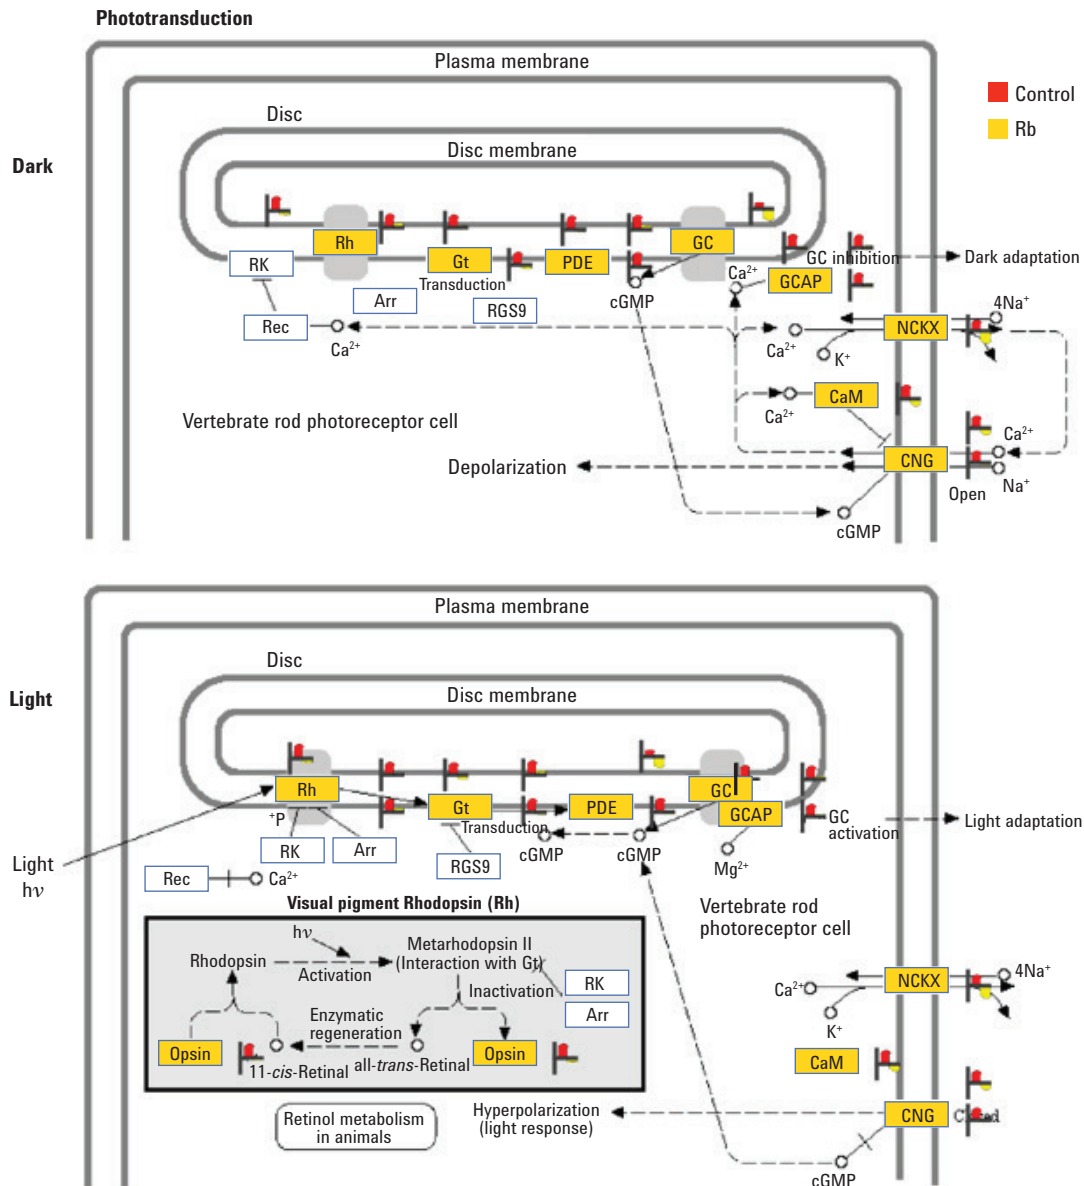 Phototransduction
Plasma membrane
Control
Rb
Disc
Dark
Disc membrane
Rh
GC
RK
Gt
PDE
GC inhibition
Dark adaptation
Transduction
Ca²⁺
GCAP
Arr
RGS9
cGMP
4Na⁺
Rec
NCKX
Ca²⁺
Ca²⁺
K⁺
CaM
Ca²⁺
Vertebrate rod photoreceptor cell
Ca²⁺
Depolarization
CNG
Open
Na⁺
cGMP
Plasma membrane
Disc
Light
Disc membrane
Rh
GC
Gt
PDE
GCAP
⁺P
Transduction
GC
activation
Light adaptation
RK
Arr
cGMP
cGMP
Light
hν
RGS9
Mg²⁺
Rec
Ca²⁺
Visual pigment Rhodopsin (Rh)
Vertebrate rod
photoreceptor cell
hν
Rhodopsin
Metarhodopsin II
(Interaction with Gt)
Activation
RK
Inactivation
Arr
Enzymatic
regeneration
Opsin
11-cis-Retinal
all-trans-Retinal
Opsin
NCKX
4Na⁺
Ca²⁺
K⁺
CaM
Retinol metabolism
in animals
Hyperpolarization
(light response)
CNG
Closed
cGMP